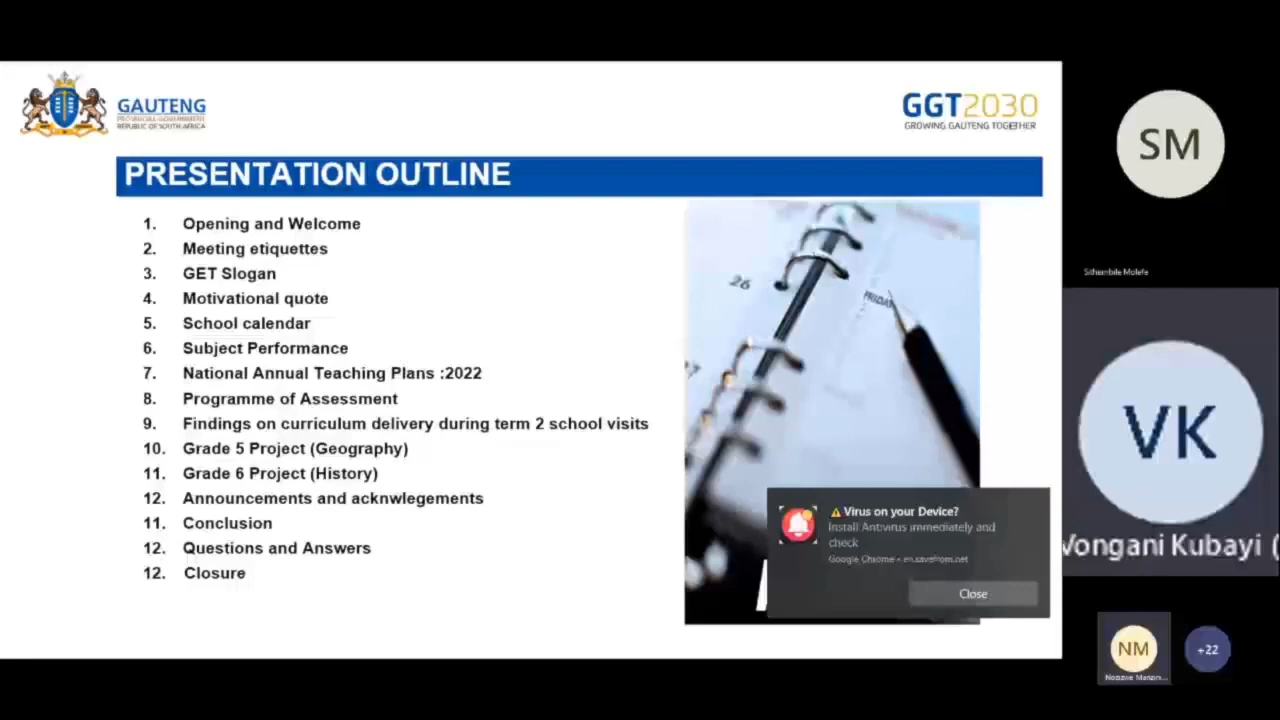 GAUTENG
PROVINCIAL GOVERNMENT
REPUBLIC OF SOUTH AFRICA
GGT2030
GROWING GAUTENG TOGETHER
PRESENTATION OUTLINE
1. Opening and Welcome
2. Meeting etiquettes
3. GET Slogan
4. Motivational quote
5. School calendar
6. Subject Performance
7. National Annual Teaching Plans :2022
8. Programme of Assessment
9. Findings on curriculum delivery during term 2 school visits
10. Grade 5 Project (Geography)
11. Grade 6 Project (History)
12. Announcements and acknwlegements
11. Conclusion
12. Questions and Answers
12. Closure
26
FRIDAY
⚠ Virus on your Device?
Install Antivirus immediately and
check
Google Chrome • en.savefrom.net
Close
SM
Sithembile Molefe
VK
Vongani Kubayi (
NM
+22